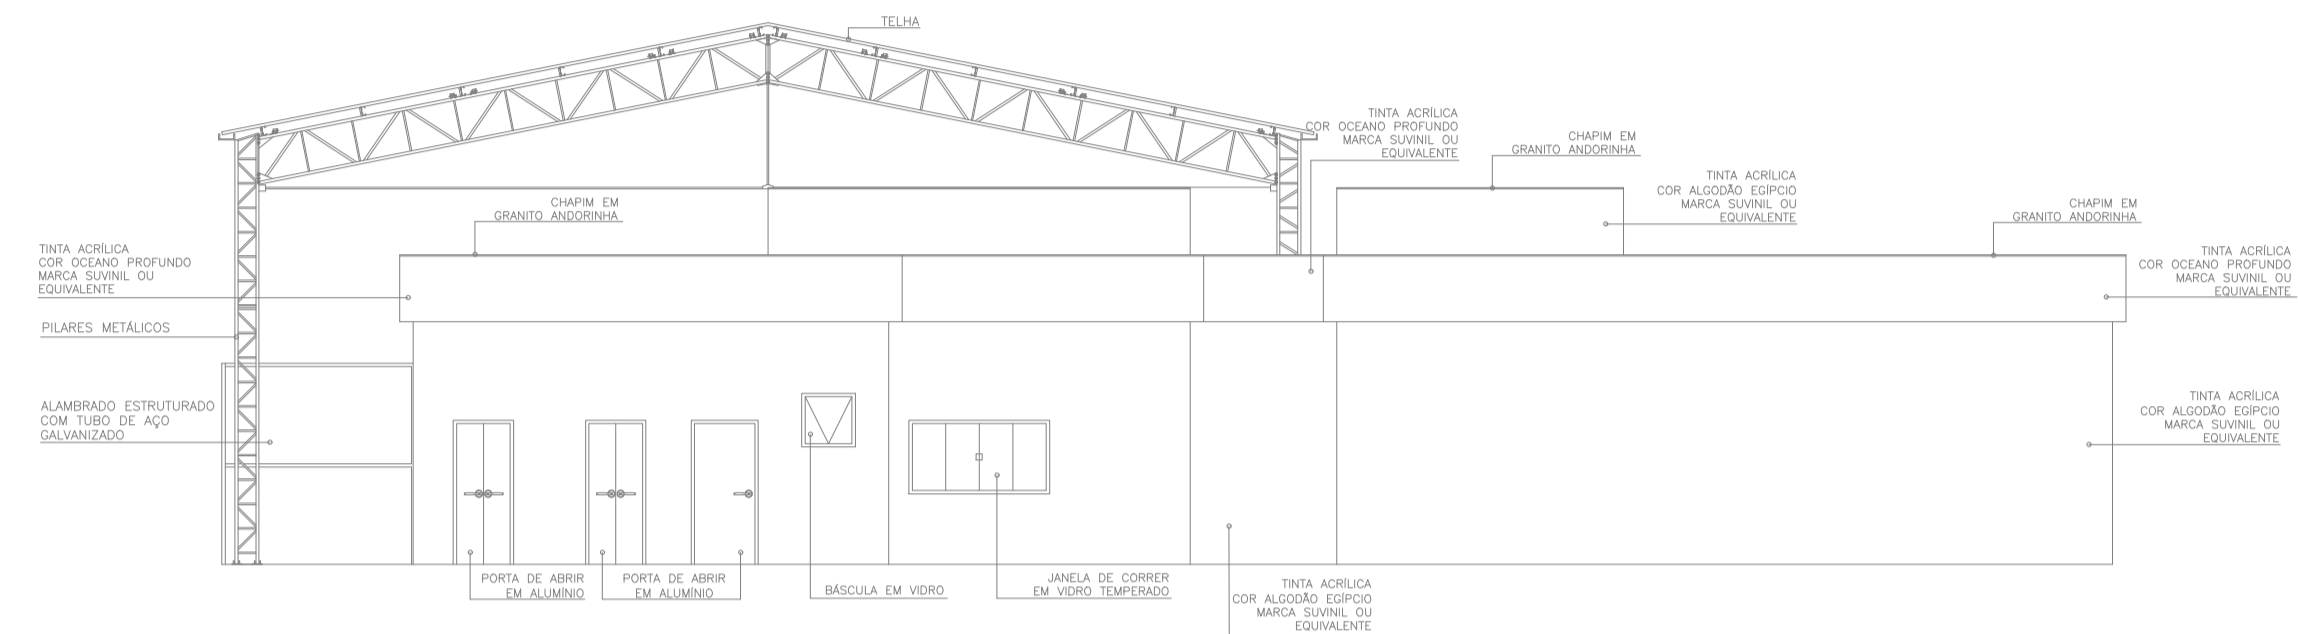 TELHA
TINTA ACRÍLICA
COR OCEANO PROFUNDO
MARCA SUVINIL OU
EQUIVALENTE
CHAPIM EM
GRANITO ANDORINHA
TINTA ACRÍLICA
COR ALGODÃO EGÍPCIO
MARCA SUVINIL OU
EQUIVALENTE
CHAPIM EM
GRANITO ANDORINHA
CHAPIM EM
GRANITO ANDORINHA
TINTA ACRÍLICA
COR OCEANO PROFUNDO
MARCA SUVINIL OU
EQUIVALENTE
TINTA ACRÍLICA
COR OCEANO PROFUNDO
MARCA SUVINIL OU
EQUIVALENTE
PILARES METÁLICOS
ALAMBRADO ESTRUTURADO
COM TUBO DE AÇO
GALVANIZADO
TINTA ACRÍLICA
COR ALGODÃO EGÍPCIO
MARCA SUVINIL OU
EQUIVALENTE
PORTA DE ABRIR
EM ALUMÍNIO
PORTA DE ABRIR
EM ALUMÍNIO
BÁSCULA EM VIDRO
JANELA DE CORRER
EM VIDRO TEMPERADO
TINTA ACRÍLICA
COR ALGODÃO EGÍPCIO
MARCA SUVINIL OU
EQUIVALENTE